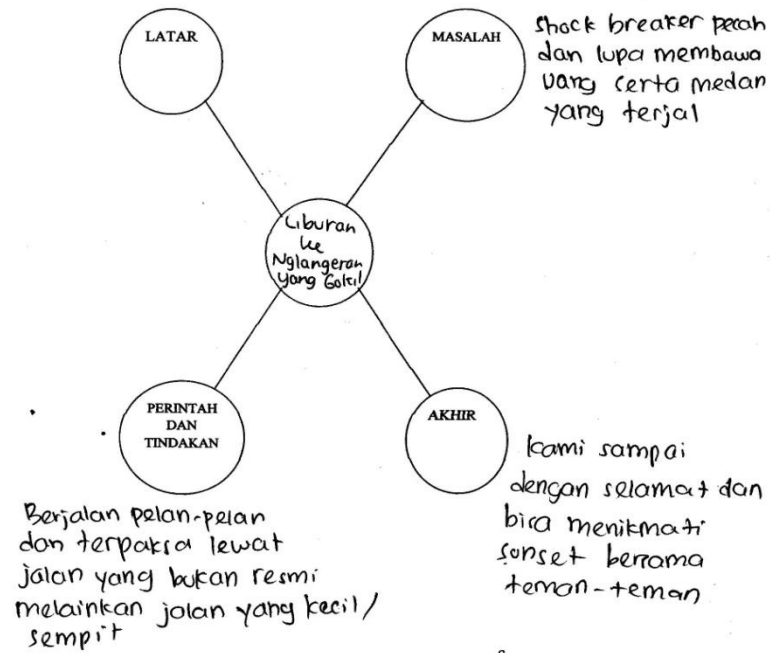 LATAR
MASALAH
Shock breaker pecah
dan lupa membawa
uang serta medan
yang terjal
Liburan
ke
Nglangeran
yang Gokil
PERINTAH
DAN
TINDAKAN
Berjalan pelan-pelan
dan terpaksa lewat
jalan yang bukan resmi
melainkan jalan yang kecil/
sempit
AKHIR
kami sampai
dengan selamat dan
bisa menikmati
sunset bersama
teman-teman